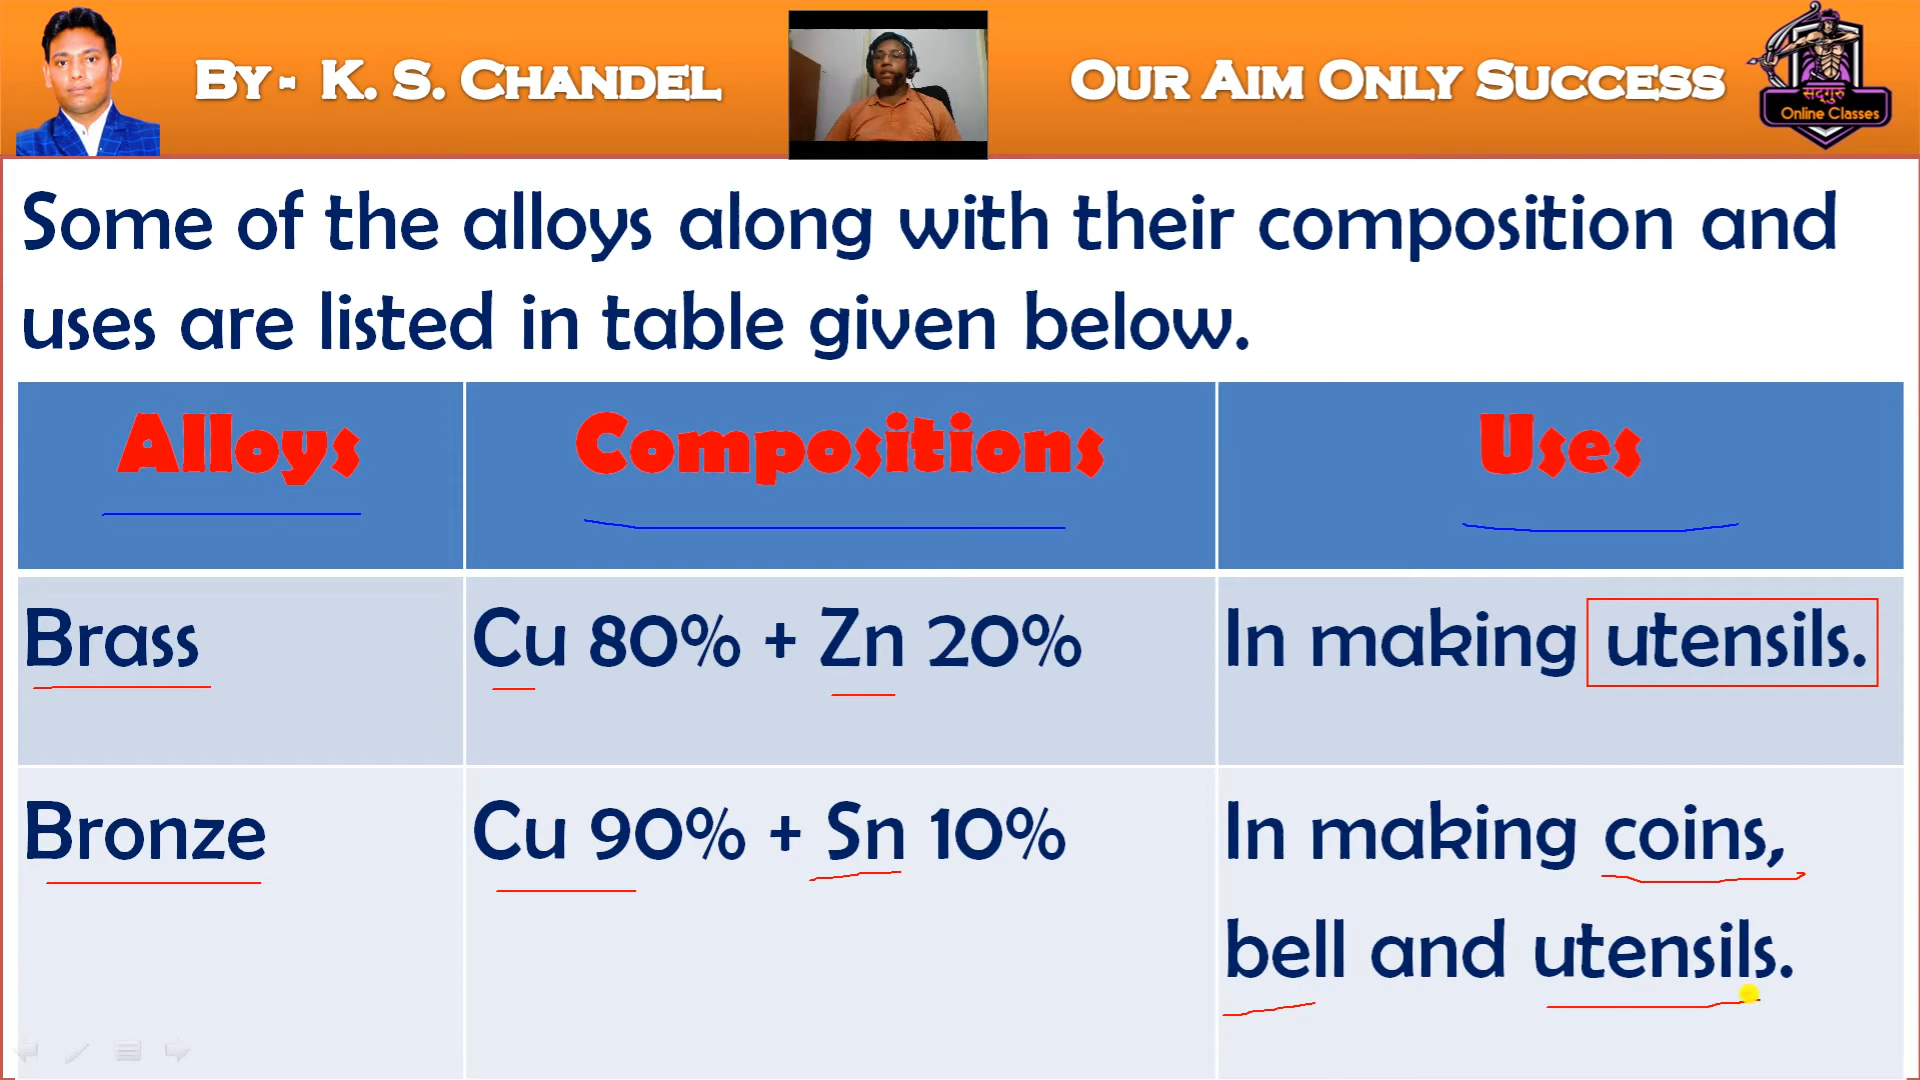 By - K. S. Chandel
Our Aim Only Success
सद्गुरु
Online Classes
Some of the alloys along with their composition and
uses are listed in table given below.
Alloys Compositions Uses
Brass Cu 80% + Zn 20% In making utensils.
Bronze Cu 90% + Sn 10% In making coins,
bell and utensils.